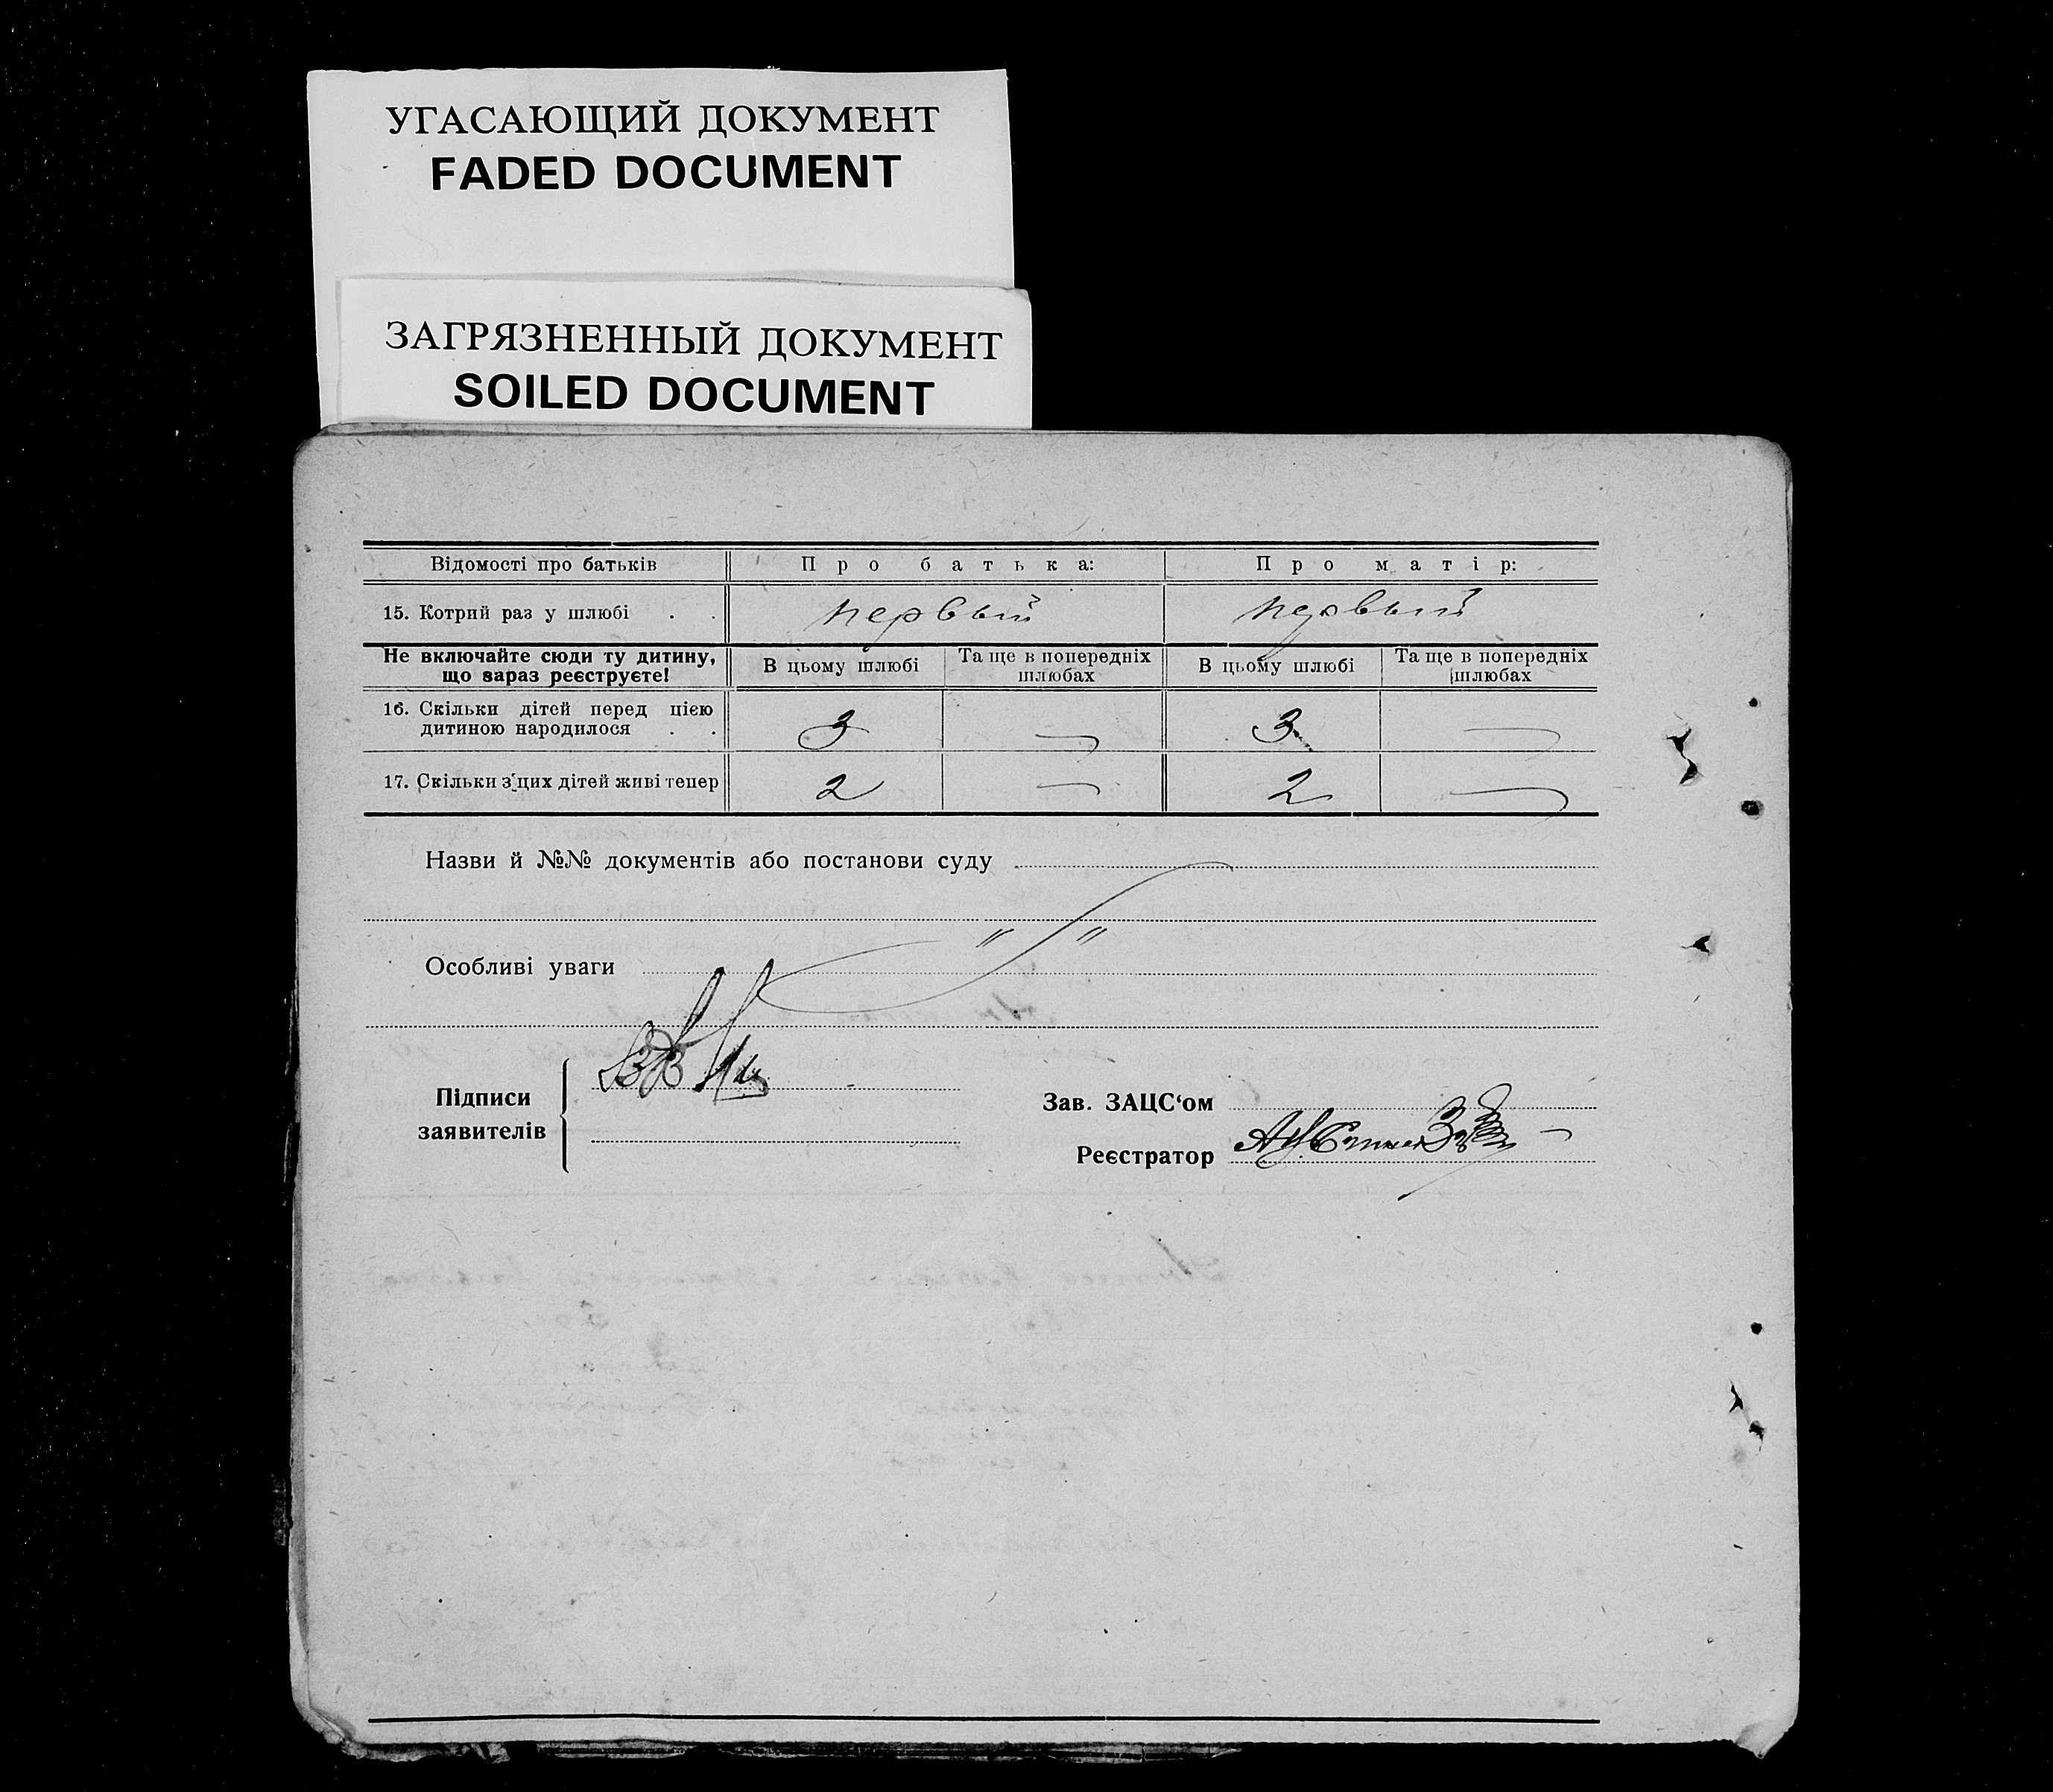 УГАСАЮЩИЙ ДОКУМЕНТ
FADED DOCUMENT
ЗАГРЯЗНЕННЫЙ ДОКУМЕНТ
SOILED DOCUMENT
Відомості про батьків Про батька: Про матір:
15. Котрий раз у шлюбі . . первый первый
Не включайте сюди ту дитину, що зараз реєструєте! В цьому шлюбі Та ще в попередніх шлюбах В цьому шлюбі Та ще в попередніх шлюбах
16. Скільки дітей перед цією дитиною народилося . . 3 — 3 —
17. Скільки з цих дітей живі тепер 2 — 2 —
Назви й №№ документів або постанови суду
Особливі уваги
Підписи заявителів
Зав. ЗАЦС‘ом
Реєстратор